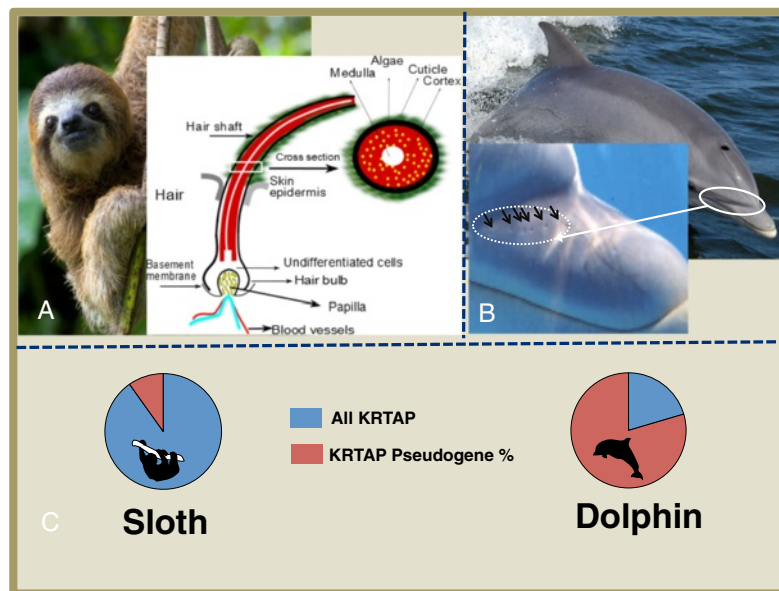 Algae
Medulla
Cuticle
Cortex
Hair shaft
Cross section
Hair
Skin
epidermis
Undifferentiated cells
Basement
membrane
Hair bulb
Papilla
Blood vessels
A
B
All KRTAP
KRTAP Pseudogene %
C
Sloth
Dolphin